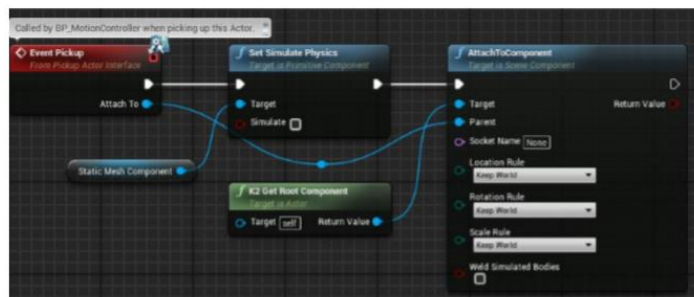 Called by BP_MotionController when picking up this Actor.
Event Pickup
From Pickup Actor Interface
Attach To
Static Mesh Component
f Set Simulate Physics
Target is Primitive Component
Target
Simulate
f K2 Get Root Component
Target is Actor
Target self Return Value
f AttachToComponent
Target is Scene Component
Target Return Value
Parent
Socket Name None
Location Rule
Keep World
Rotation Rule
Keep World
Scale Rule
Keep World
Weld Simulated Bodies